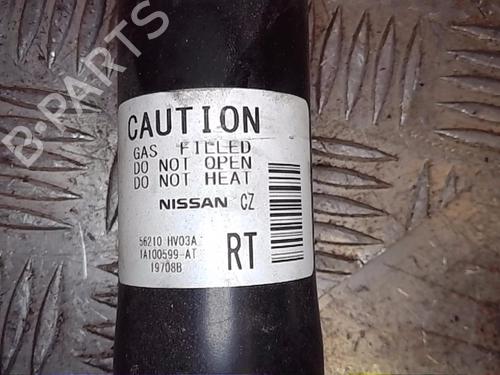 B-PARTS
CAUTION
GAS FILLED
DO NOT OPEN
DO NOT HEAT
NISSAN CZ
56210 HV03A
1A100599-AT
19708B
RT